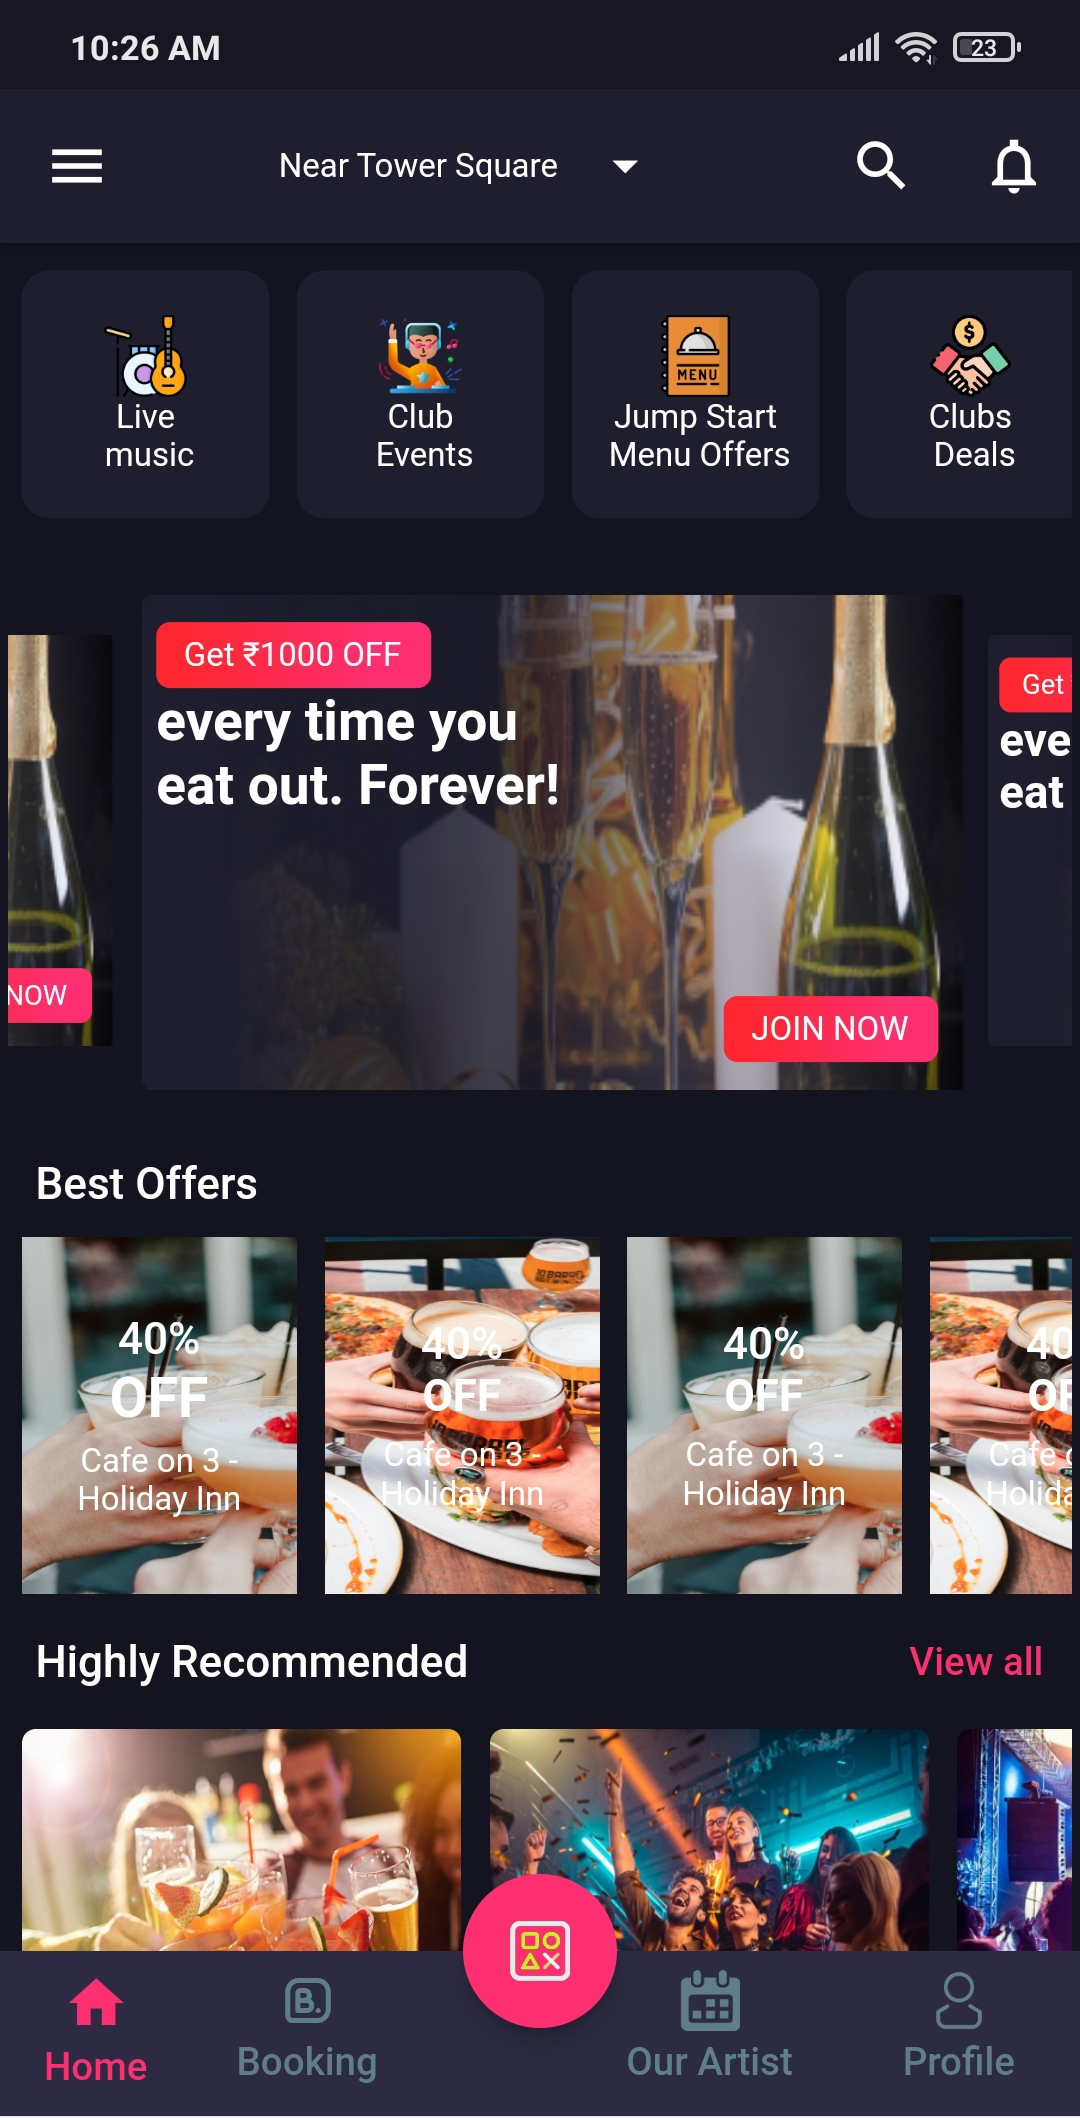 10:26 AM
23
Near Tower Square
Live
music
Club
Events
MENU
Jump Start
Menu Offers
$
Clubs
Deals
Get ₹1000 OFF
every time you
eat out. Forever!
JOIN NOW
NOW
Get
eve
eat
Best Offers
40%
OFF
Cafe on 3 -
Holiday Inn
40%
OFF
Cafe on 3 -
Holiday Inn
40%
OFF
Cafe on 3 -
Holiday Inn
40
OF
Cafe
Holida
Highly Recommended
View all
B.
Home
Booking
Our Artist
Profile